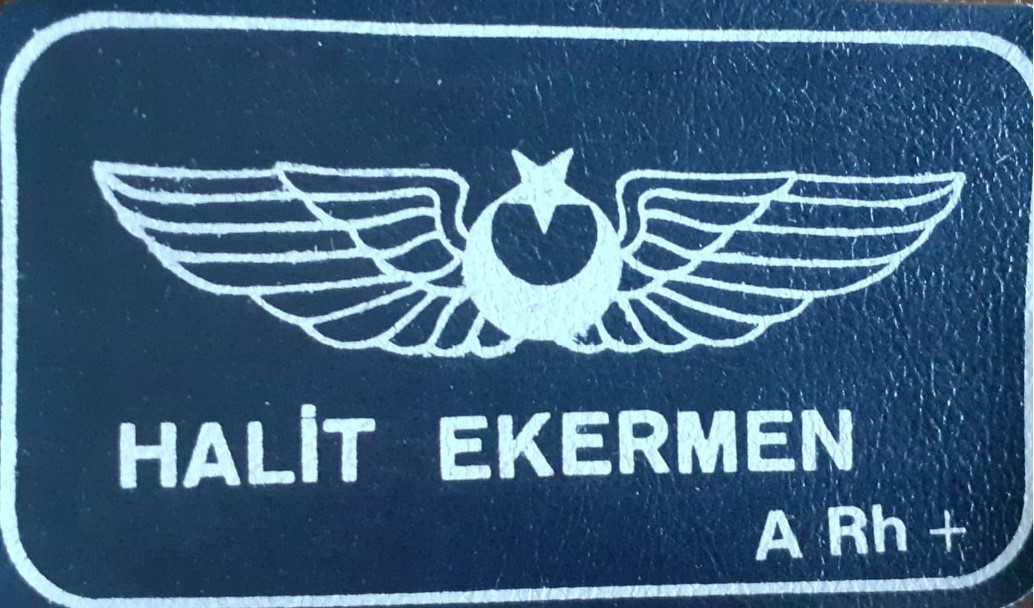 HALİT EKERMEN
A Rh +